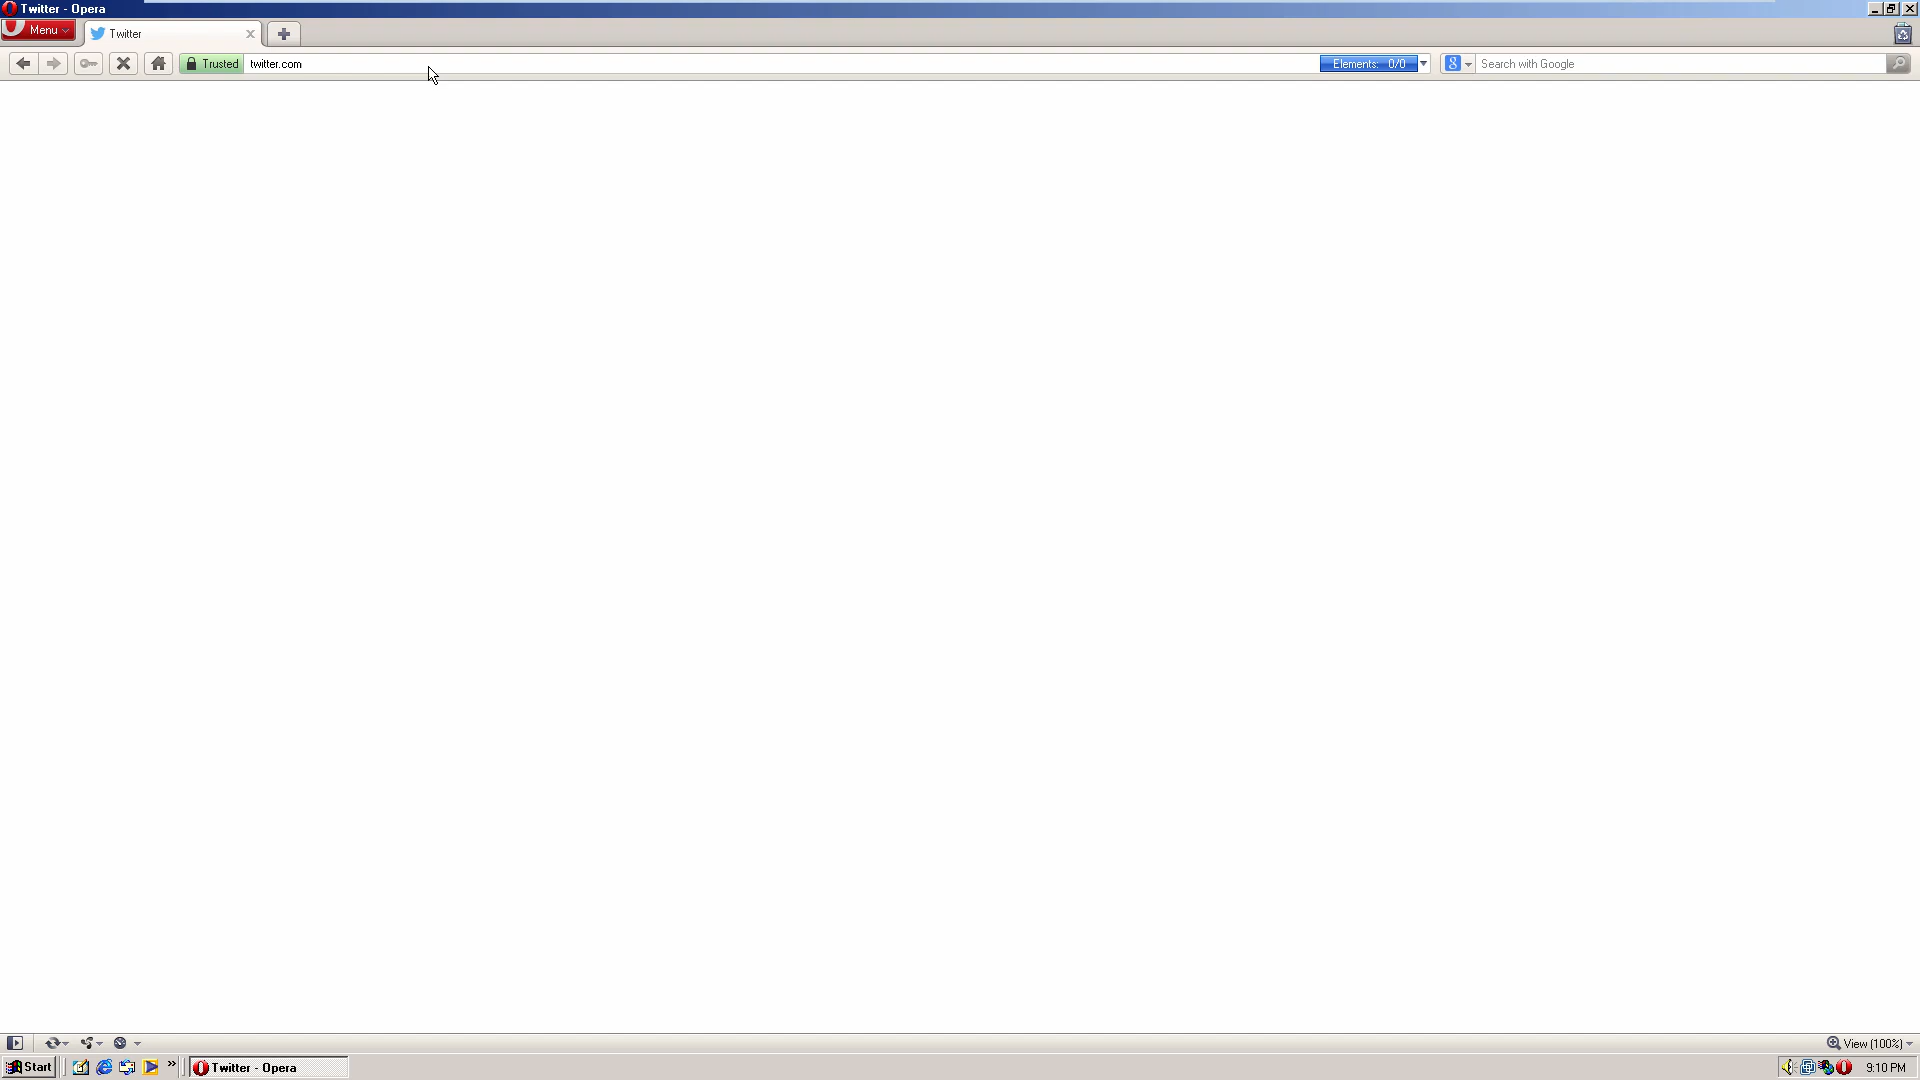 Twitter - Opera
Menu
Twitter
Trusted
twitter.com
Elements: 0/0
Search with Google
View (100%)
Start
Twitter - Opera
9:10 PM